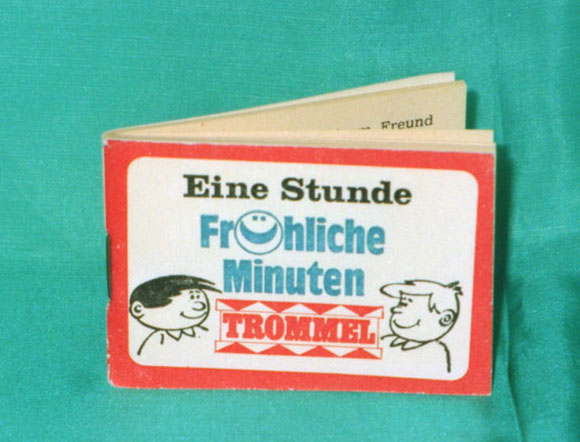 Freund
Eine Stunde
Fröhliche
Minuten
TROMMEL